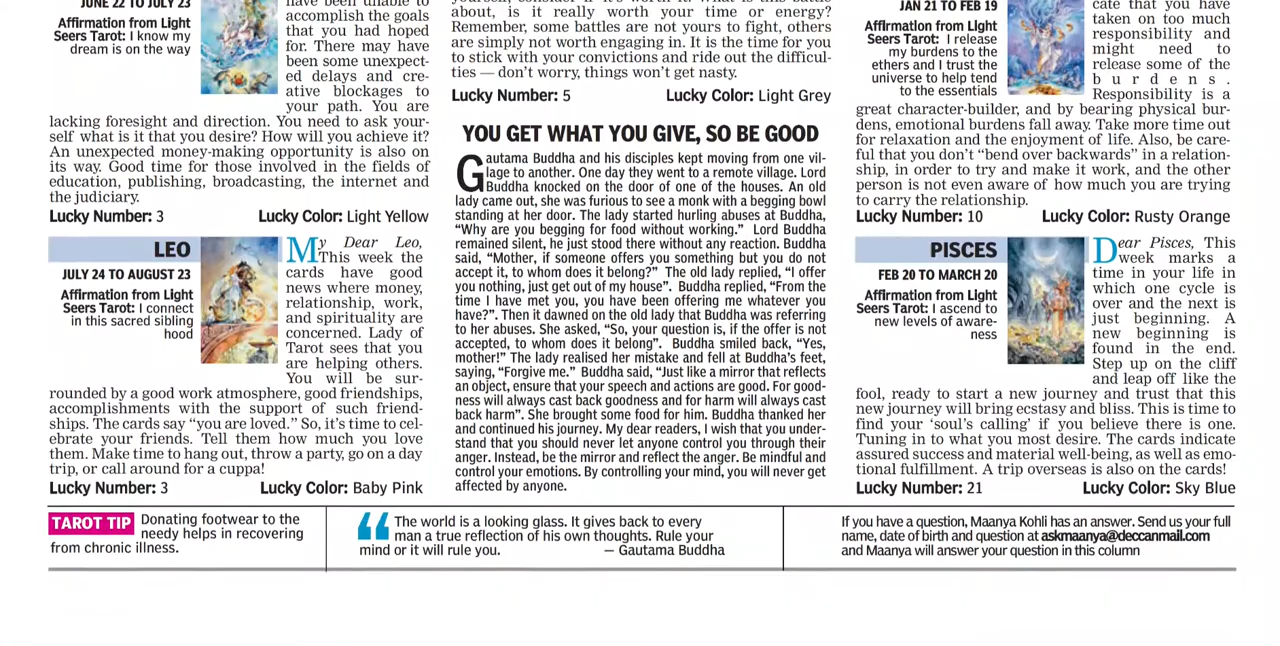 JUNE 22 TO JULY 23
Affirmation from Light
Seers Tarot: I know my
dream is on the way
have been unable to
accomplish the goals
that you had hoped
for. There may have
been some unexpect-
ed delays and cre-
ative blockages to
your path. You are
lacking foresight and direction. You need to ask your-
self what is it that you desire? How will you achieve it?
An unexpected money-making opportunity is also on
its way. Good time for those involved in the fields of
education, publishing, broadcasting, the internet and
the judiciary.
Lucky Number: 3 Lucky Color: Light Yellow
LEO
JULY 24 TO AUGUST 23
Affirmation from Light
Seers Tarot: I connect
in this sacred sibling
hood
My Dear Leo,
This week the
cards have good
news where money,
relationship, work,
and spirituality are
concerned. Lady of
Tarot sees that you
are helping others.
You will be sur-
rounded by a good work atmosphere, good friendships,
accomplishments with the support of such friend-
ships. The cards say “you are loved.” So, it's time to cel-
ebrate your friends. Tell them how much you love
them. Make time to hang out, throw a party, go on a day
trip, or call around for a cuppa!
Lucky Number: 3 Lucky Color: Baby Pink
about, is it really worth your time or energy?
Remember, some battles are not yours to fight, others
are simply not worth engaging in. It is the time for you
to stick with your convictions and ride out the difficul-
ties — don't worry, things won't get nasty.
Lucky Number: 5 Lucky Color: Light Grey
YOU GET WHAT YOU GIVE, SO BE GOOD
Gautama Buddha and his disciples kept moving from one vil-
lage to another. One day they went to a remote village. Lord
Buddha knocked on the door of one of the houses. An old
lady came out, she was furious to see a monk with a begging bowl
standing at her door. The lady started hurling abuses at Buddha,
“Why are you begging for food without working.” Lord Buddha
remained silent, he just stood there without any reaction. Buddha
said, “Mother, if someone offers you something but you do not
accept it, to whom does it belong?” The old lady replied, “I offer
you nothing, just get out of my house”. Buddha replied, “From the
time I have met you, you have been offering me whatever you
have?”. Then it dawned on the old lady that Buddha was referring
to her abuses. She asked, “So, your question is, if the offer is not
accepted, to whom does it belong”. Buddha smiled back, “Yes,
mother!” The lady realised her mistake and fell at Buddha's feet,
saying, “Forgive me.” Buddha said, “Just like a mirror that reflects
an object, ensure that your speech and actions are good. For good-
ness will always cast back goodness and for harm will always cast
back harm”. She brought some food for him. Buddha thanked her
and continued his journey. My dear readers, I wish that you under-
stand that you should never let anyone control you through their
anger. Instead, be the mirror and reflect the anger. Be mindful and
control your emotions. By controlling your mind, you will never get
affected by anyone.
JAN 21 TO FEB 19
Affirmation from Light
Seers Tarot: I release
my burdens to the
ethers and I trust the
universe to help tend
to the essentials
cate that you have
taken on too much
responsibility and
might need to
release some of the
burdens.
Responsibility is a
great character-builder, and by bearing physical bur-
dens, emotional burdens fall away. Take more time out
for relaxation and the enjoyment of life. Also, be care-
ful that you don't “bend over backwards” in a relation-
ship, in order to try and make it work, and the other
person is not even aware of how much you are trying
to carry the relationship.
Lucky Number: 10 Lucky Color: Rusty Orange
PISCES
FEB 20 TO MARCH 20
Affirmation from Light
Seers Tarot: I ascend to
new levels of aware-
ness
Dear Pisces, This
week marks a
time in your life in
which one cycle is
over and the next is
just beginning. A
new beginning is
found in the end.
Step up on the cliff
and leap off like the
fool, ready to start a new journey and trust that this
new journey will bring ecstasy and bliss. This is time to
find your ‘soul's calling’ if you believe there is one.
Tuning in to what you most desire. The cards indicate
assured success and material well-being, as well as emo-
tional fulfillment. A trip overseas is also on the cards!
Lucky Number: 21 Lucky Color: Sky Blue
TAROT TIP Donating footwear to the
needy helps in recovering
from chronic illness.
“The world is a looking glass. It gives back to every
man a true reflection of his own thoughts. Rule your
mind or it will rule you. — Gautama Buddha
If you have a question, Maanya Kohli has an answer. Send us your full
name, date of birth and question at askmaanya@deccanmail.com
and Maanya will answer your question in this column